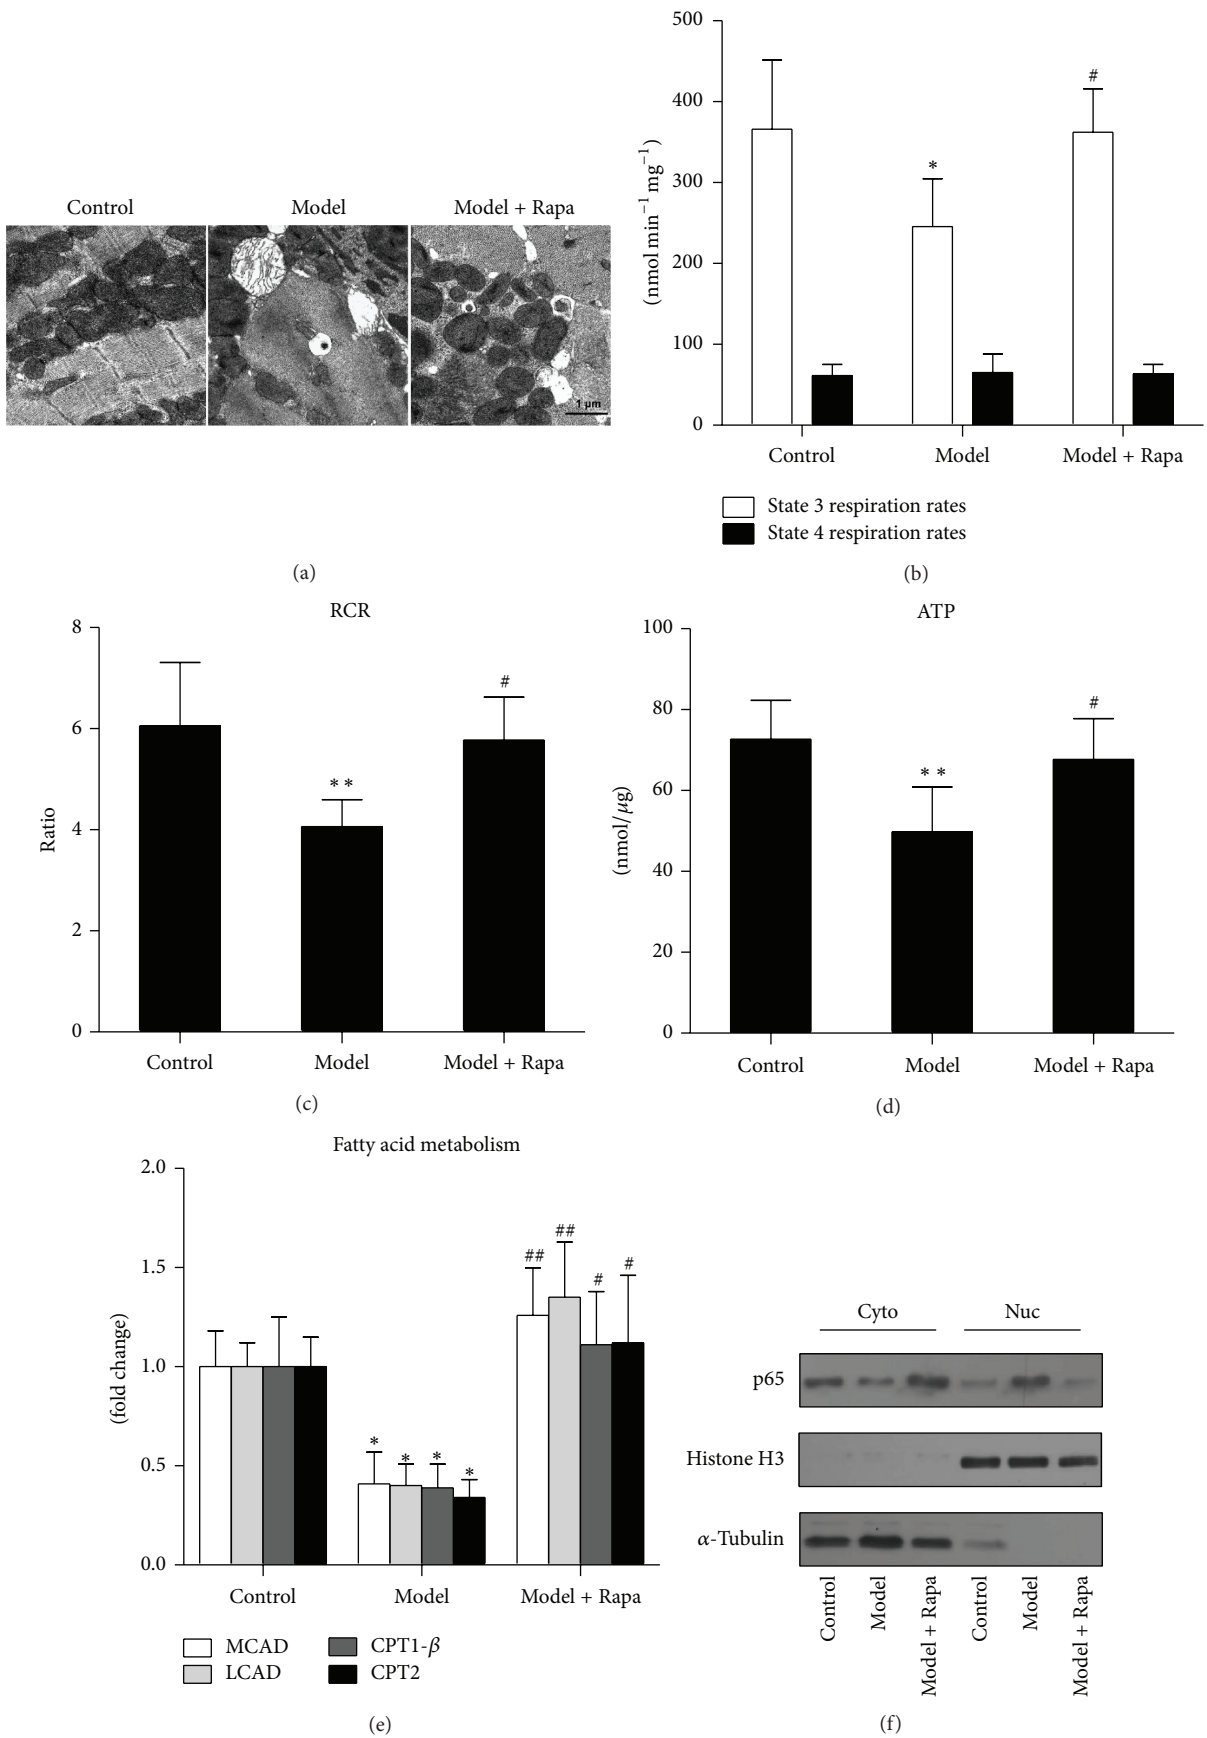 Control
Model
Model + Rapa
1 μm
(a)
500
400
300
200
100
0
(nmol min⁻¹ mg⁻¹)
*
#
Control
Model
Model + Rapa
State 3 respiration rates
State 4 respiration rates
(b)
RCR
8
6
4
2
0
Ratio
**
#
Control
Model
Model + Rapa
(c)
ATP
100
80
60
40
20
0
(nmol/μg)
**
#
Control
Model
Model + Rapa
(d)
Fatty acid metabolism
2.0
1.5
1.0
0.5
0.0
(fold change)
*
*
*
*
##
##
#
#
Control
Model
Model + Rapa
MCAD
LCAD
CPT1-β
CPT2
(e)
Cyto
Nuc
p65
Histone H3
α-Tubulin
Control
Model
Model + Rapa
Control
Model
Model + Rapa
(f)